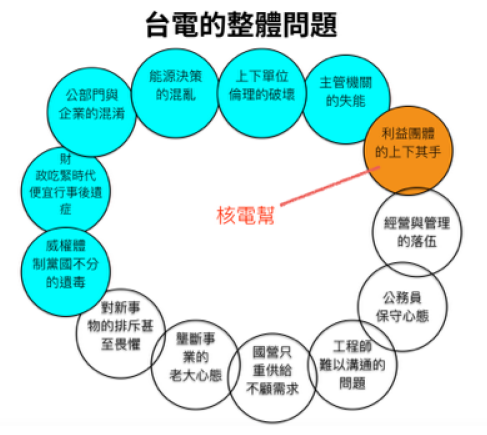 台電的整體問題
能源決策
的混亂
上下單位
倫理的破壞
主管機關
的失能
利益團體
的上下其手
核電幫
經營與管理
的落伍
公務員
保守心態
工程師
難以溝通的
問題
國營只
重供給
不顧需求
壟斷事
業的
老大心態
對新事
物的排斥甚
至畏懼
威權體
制黨國不分
的遺毒
財
政吃緊時代
便宜行事後遺
症
公部門與
企業的混淆